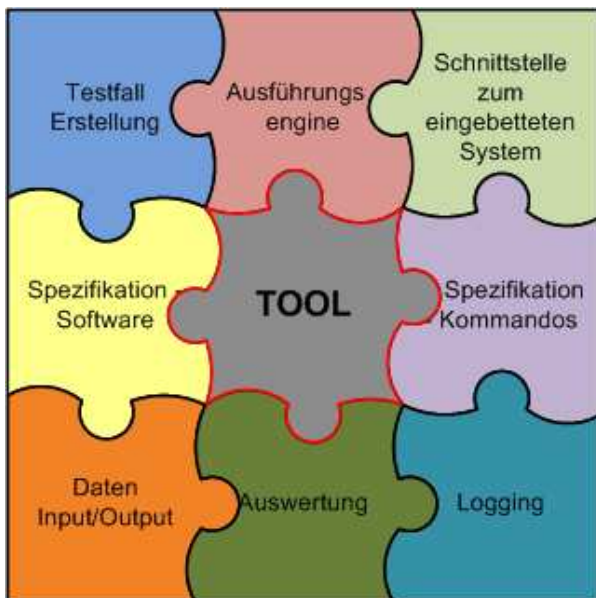 Testfall
Erstellung
Ausführungs
engine
Schnittstelle
zum
eingebetteten
System
Spezifikation
Software
TOOL
Spezifikation
Kommandos
Daten
Input/Output
Auswertung
Logging